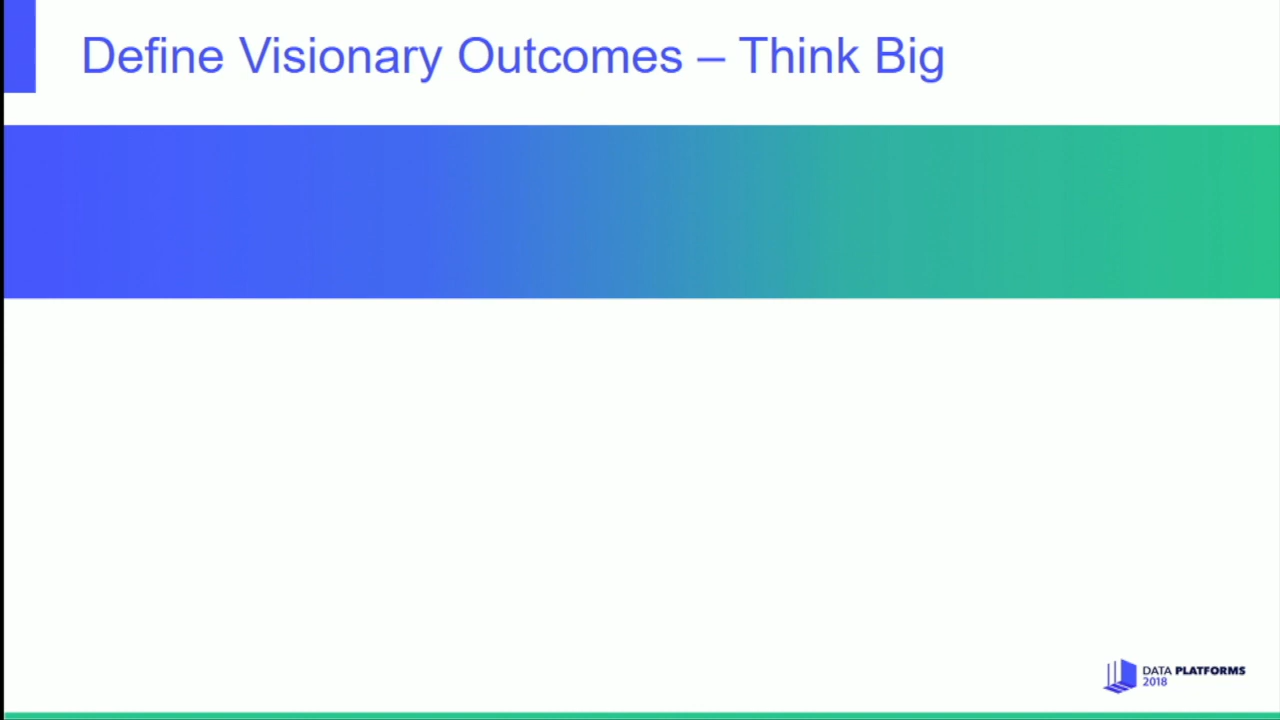 Define Visionary Outcomes – Think Big
DATA PLATFORMS
2018